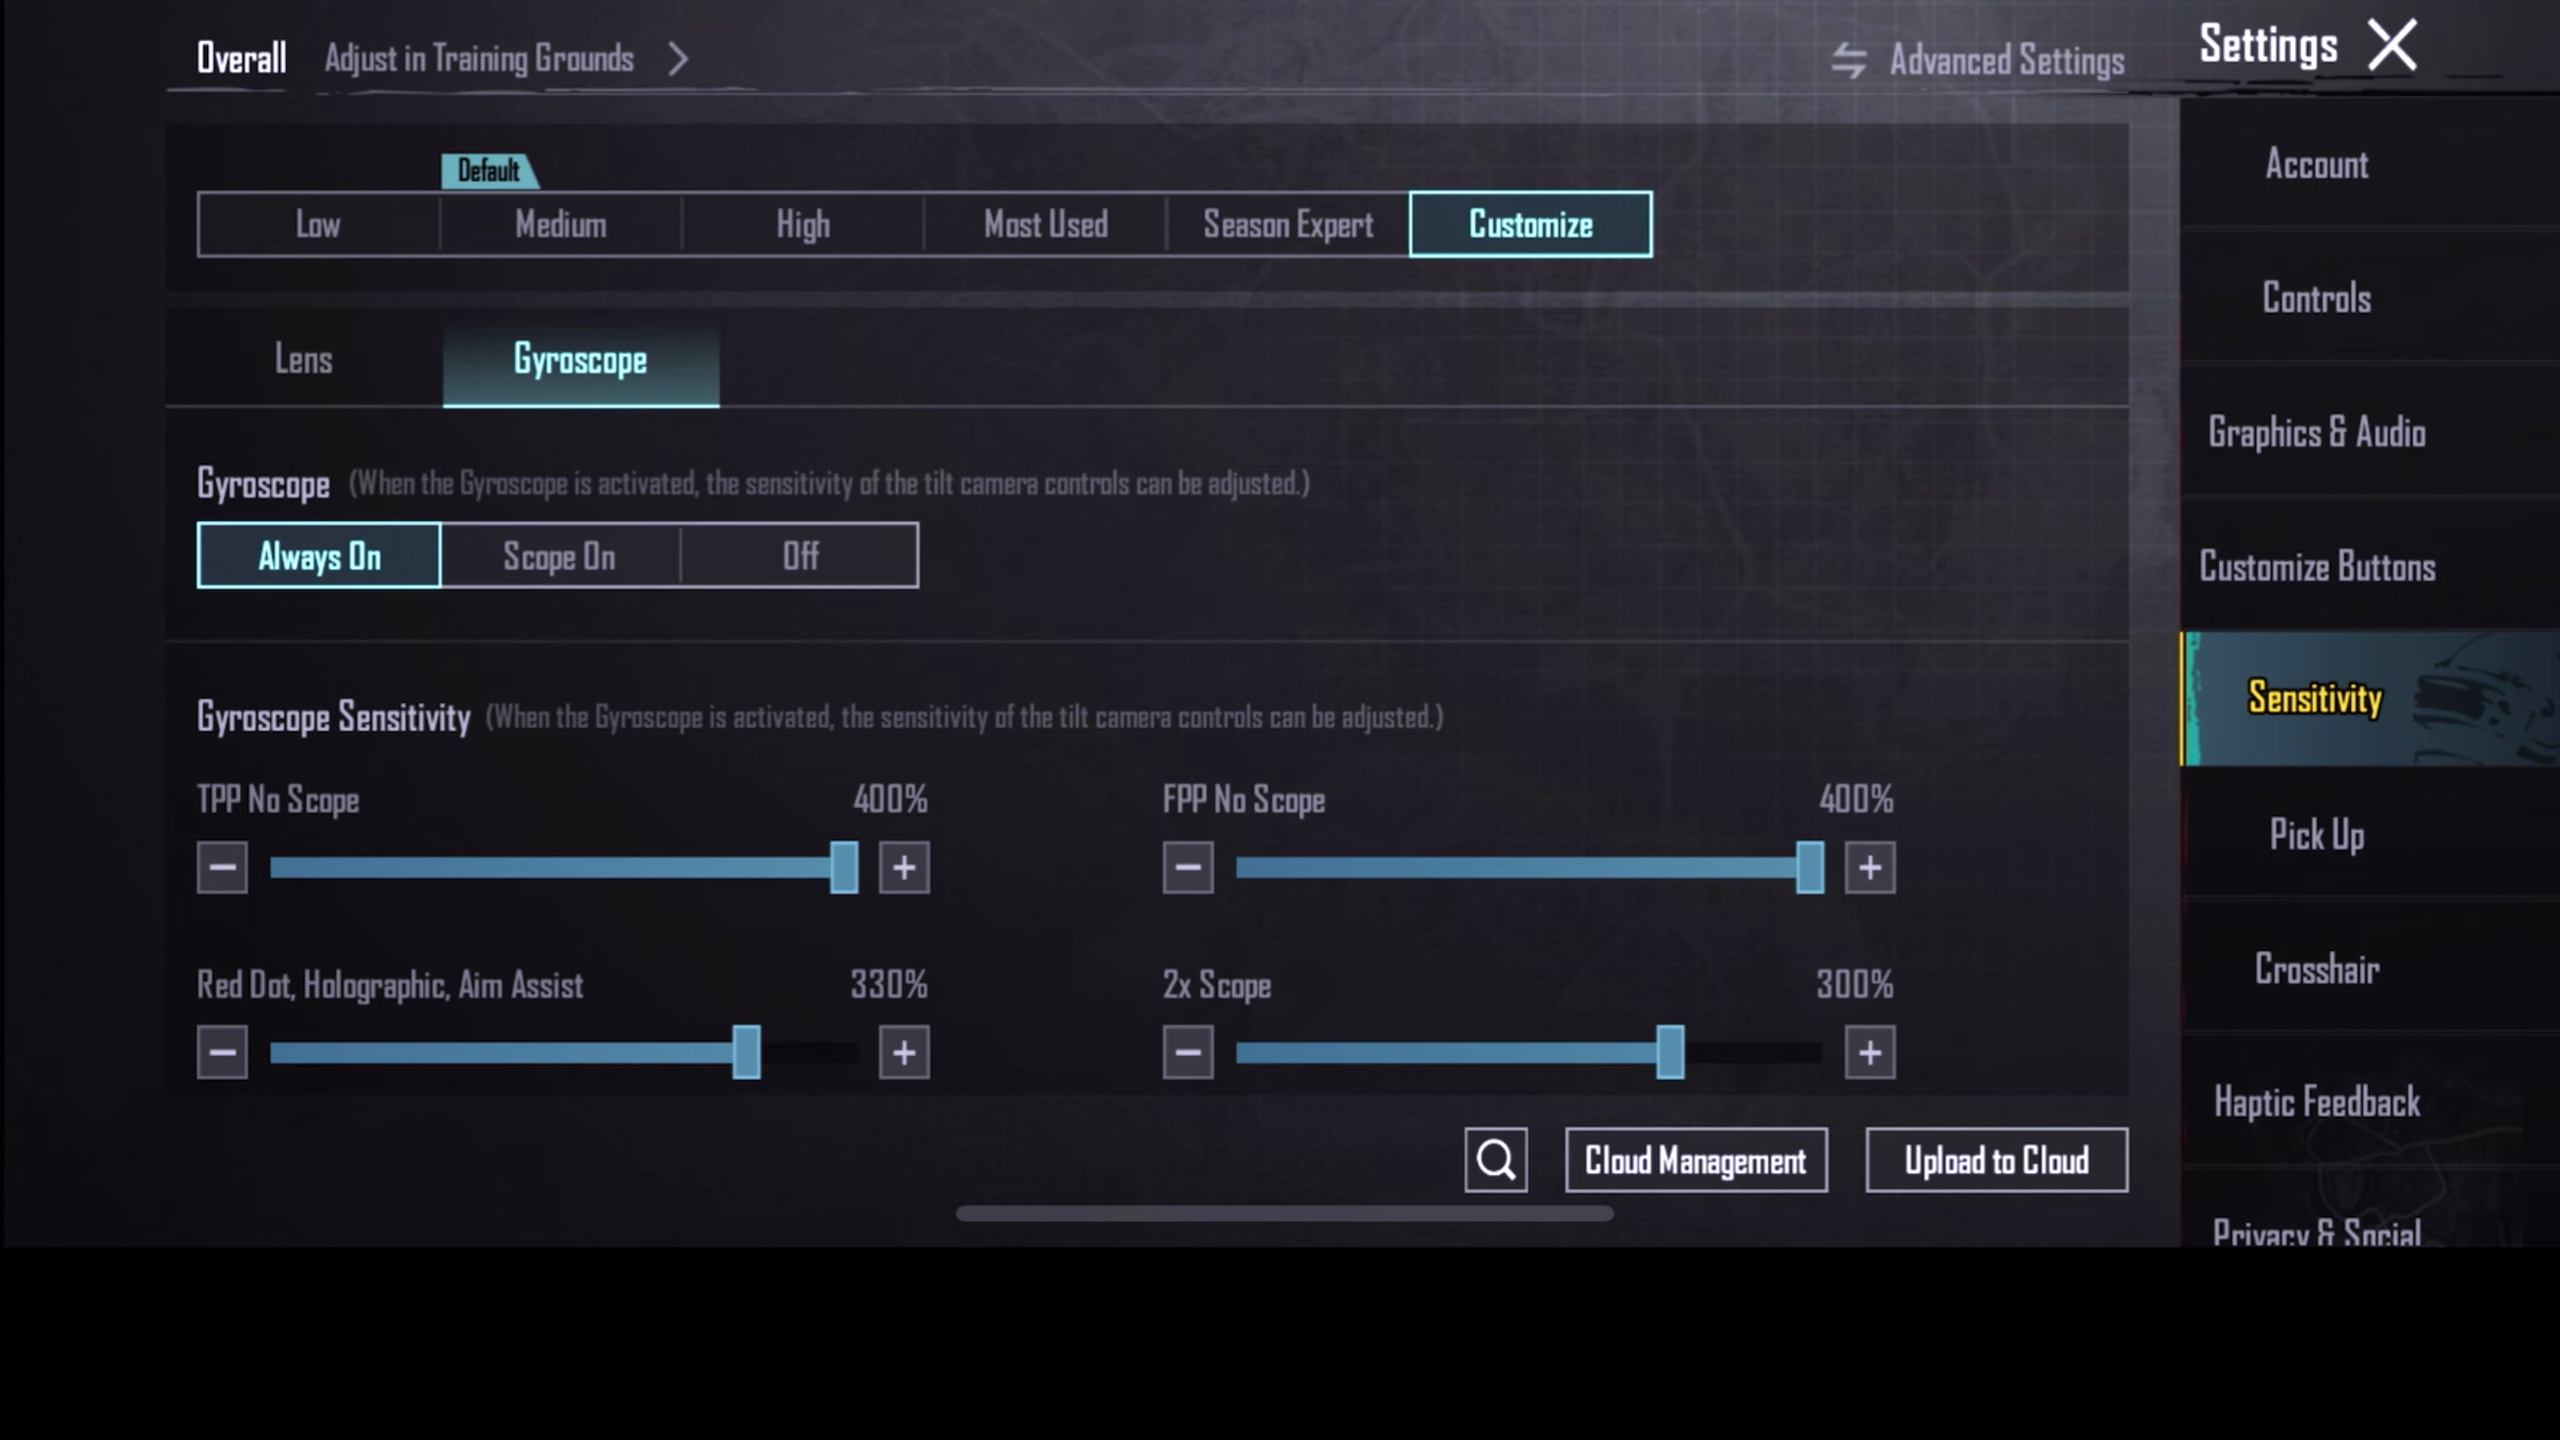 Overall Adjust in Training Grounds
Advanced Settings
Settings
Default
Low Medium High Most Used Season Expert Customize
Lens Gyroscope
Gyroscope (When the Gyroscope is activated, the sensitivity of the tilt camera controls can be adjusted.)
Always On Scope On Off
Gyroscope Sensitivity (When the Gyroscope is activated, the sensitivity of the tilt camera controls can be adjusted.)
TPP No Scope 400%
FPP No Scope 400%
Red Dot, Holographic, Aim Assist 330%
2x Scope 300%
Cloud Management
Upload to Cloud
Account
Controls
Graphics & Audio
Customize Buttons
Sensitivity
Pick Up
Crosshair
Haptic Feedback
Privacy & Social